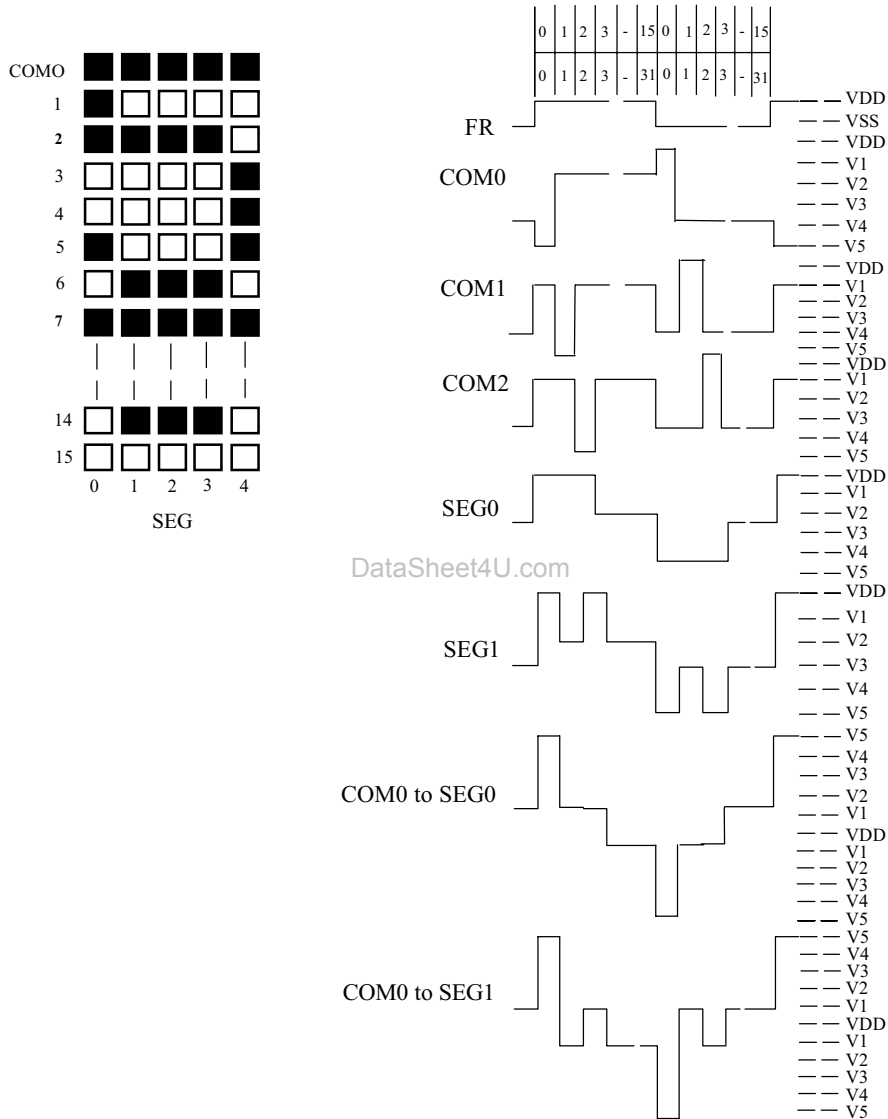 0 1 2 3 - 15 0 1 2 3 - 15
0 1 2 3 - 31 0 1 2 3 - 31
COMO
1
2
3
4
5
6
7
14
15
0 1 2 3 4
SEG
FR
VDD
VSS
COM0
VDD
V1
V2
V3
V4
V5
COM1
VDD
V1
V2
V3
V4
V5
COM2
VDD
V1
V2
V3
V4
V5
SEG0
VDD
V1
V2
V3
V4
V5
DataSheet4U.com
SEG1
VDD
V1
V2
V3
V4
V5
COM0 to SEG0
V5
V4
V3
V2
V1
VDD
V1
V2
V3
V4
V5
COM0 to SEG1
V5
V4
V3
V2
V1
VDD
V1
V2
V3
V4
V5